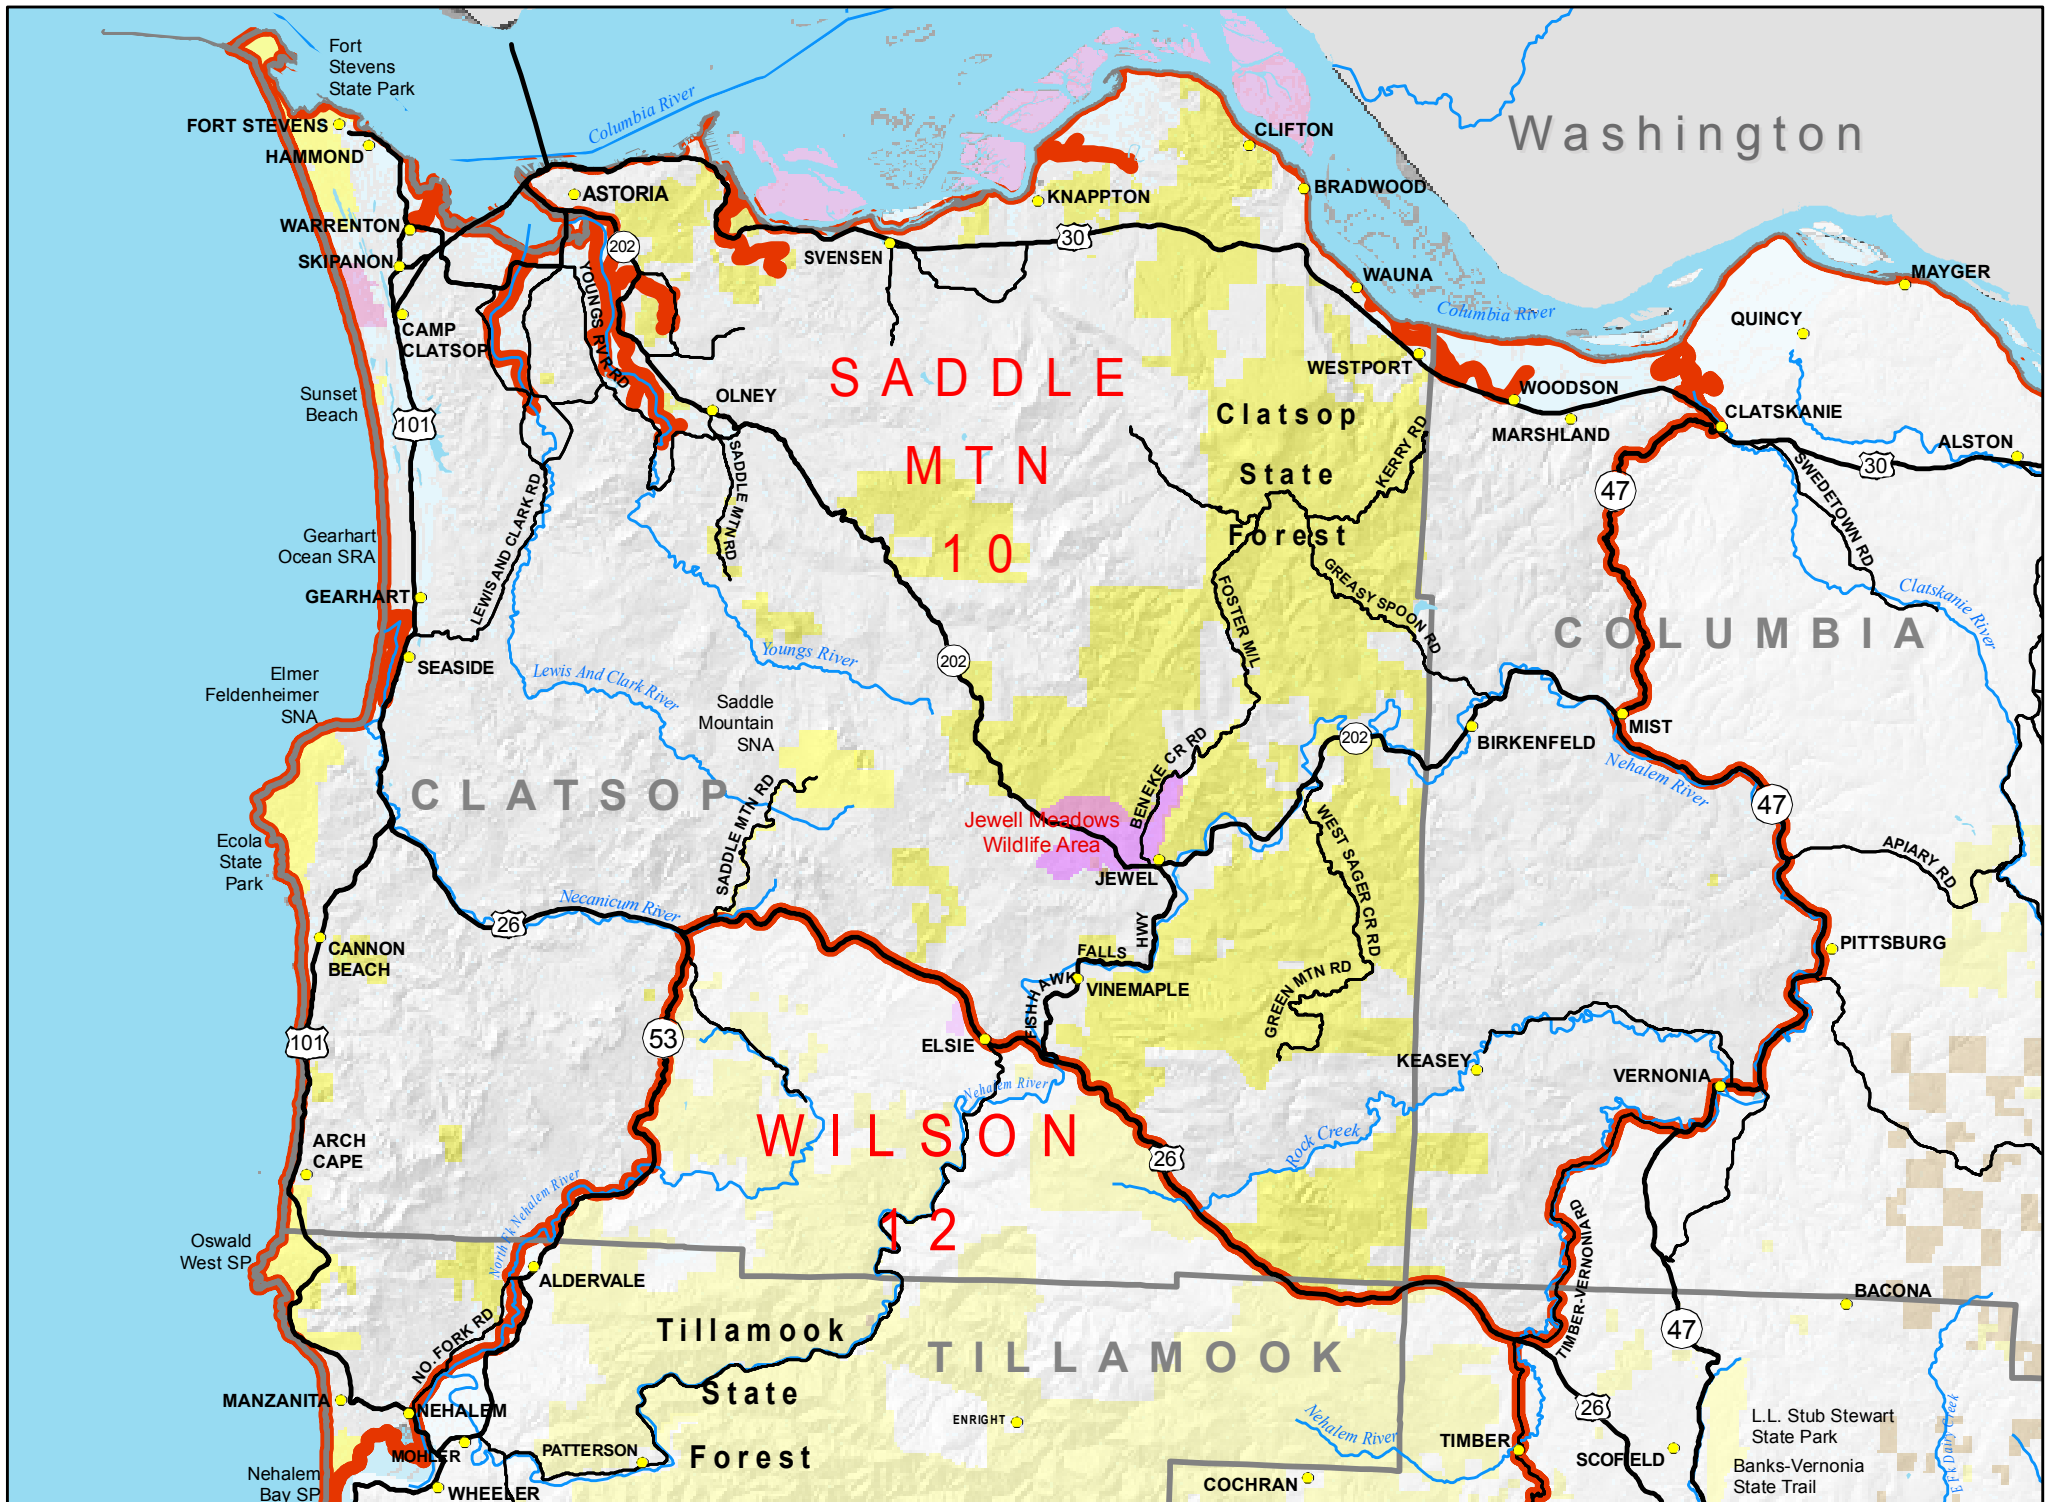 Fort
Stevens
State Park
Columbia River
Washington
FORT STEVENS
HAMMOND
CLIFTON
ASTORIA
BRADWOOD
KNAPPTON
WARRENTON
202
30
SKIPANON
SVENSEN
WAUNA
MAYGER
YOUNGS RVR RD
CAMP
CLATSOP
Columbia River
QUINCY
SADDLE
MTN
10
WESTPORT
Sunset
Beach
OLNEY
WOODSON
Clatsop
State
Forest
CLATSKANIE
101
MARSHLAND
ALSTON
KERRY RD
SADDLE MTN RD
30
SWEDETOWN RD
47
LEWIS AND CLARK RD
Gearhart
Ocean SRA
GEARHART
FOSTER M/L
GREASY SPOON RD
Clatskanie River
COLUMBIA
Youngs River
202
SEASIDE
Elmer
Feldenheimer
SNA
Lewis And Clark River
Saddle
Mountain
SNA
MIST
202
BIRKENFELD
BENEKE CR RD
Nehalem River
CLATSOP
SADDLE MTN RD
47
Jewell Meadows
Wildlife Area
WEST SAGER CR RD
Ecola
State
Park
APIARY RD
JEWEL
Necanicum River
26
HWY
FALLS
FISHHAWK
CANNON
BEACH
PITTSBURG
VINEMAPLE
GREEN MTN RD
101
53
ELSIE
KEASEY
VERNONIA
Nehalem River
WILSON
12
ARCH
CAPE
Rock Creek
26
North Fk Nehalem River
TIMBER-VERNONIA RD
Oswald
West SP
ALDERVALE
BACONA
NO. FORK RD
Tillamook
State
Forest
TILLAMOOK
47
MANZANITA
NEHALEM
ENRIGHT
26
L.L. Stub Stewart
State Park
Nehalem River
E Fk Dairy Creek
MOHLER
PATTERSON
TIMBER
SCOFIELD
Banks-Vernonia
State Trail
Nehalem
Bay SP
WHEELER
COCHRAN